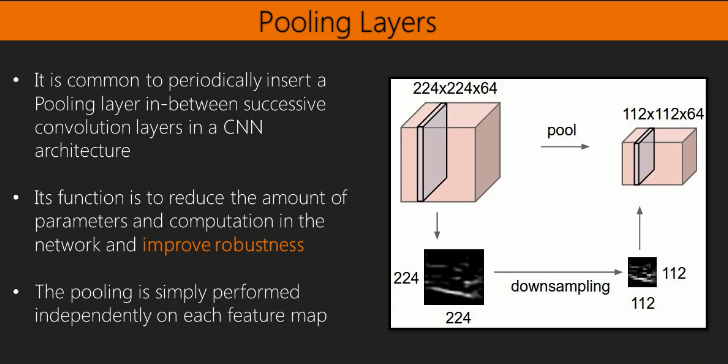 Pooling Layers
• It is common to periodically insert a
Pooling layer in-between successive
convolution layers in a CNN
architecture
• Its function is to reduce the amount of
parameters and computation in the
network and improve robustness
• The pooling is simply performed
independently on each feature map
224x224x64
112x112x64
pool
224
downsampling
112
224
112